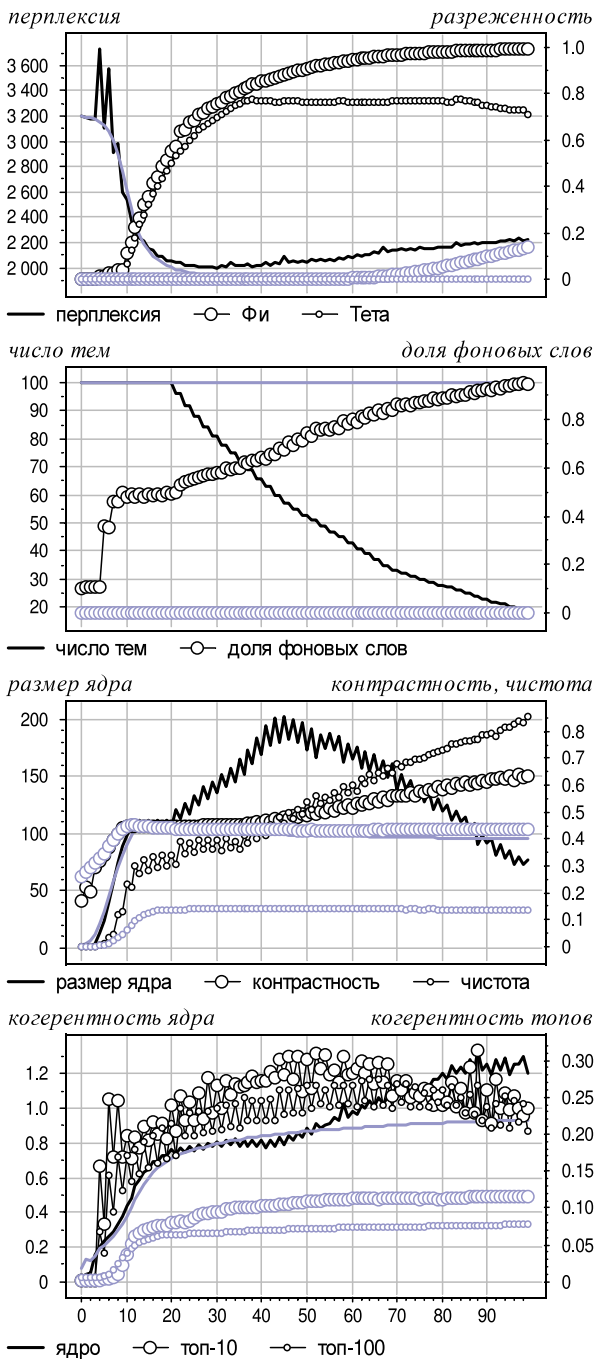 перплексия разреженность
3 600 1.0
3 400 0.8
3 200 0.6
3 000
2 800 0.4
2 600
2 400 0.2
2 200
2 000 0
перплексия Фи Тета
число тем доля фоновых слов
100
90 0.8
80
70 0.6
60
50 0.4
40
30 0.2
20 0
число тем доля фоновых слов
размер ядра контрастность, чистота
200 0.8
0.7
150 0.6
0.5
100 0.4
0.3
50 0.2
0.1
0 0
размер ядра контрастность чистота
когерентность ядра когерентность топов
1.2 0.30
1.0 0.25
0.8 0.20
0.6 0.15
0.4 0.10
0.2 0.05
0 0
0 10 20 30 40 50 60 70 80 90
ядро топ-10 топ-100